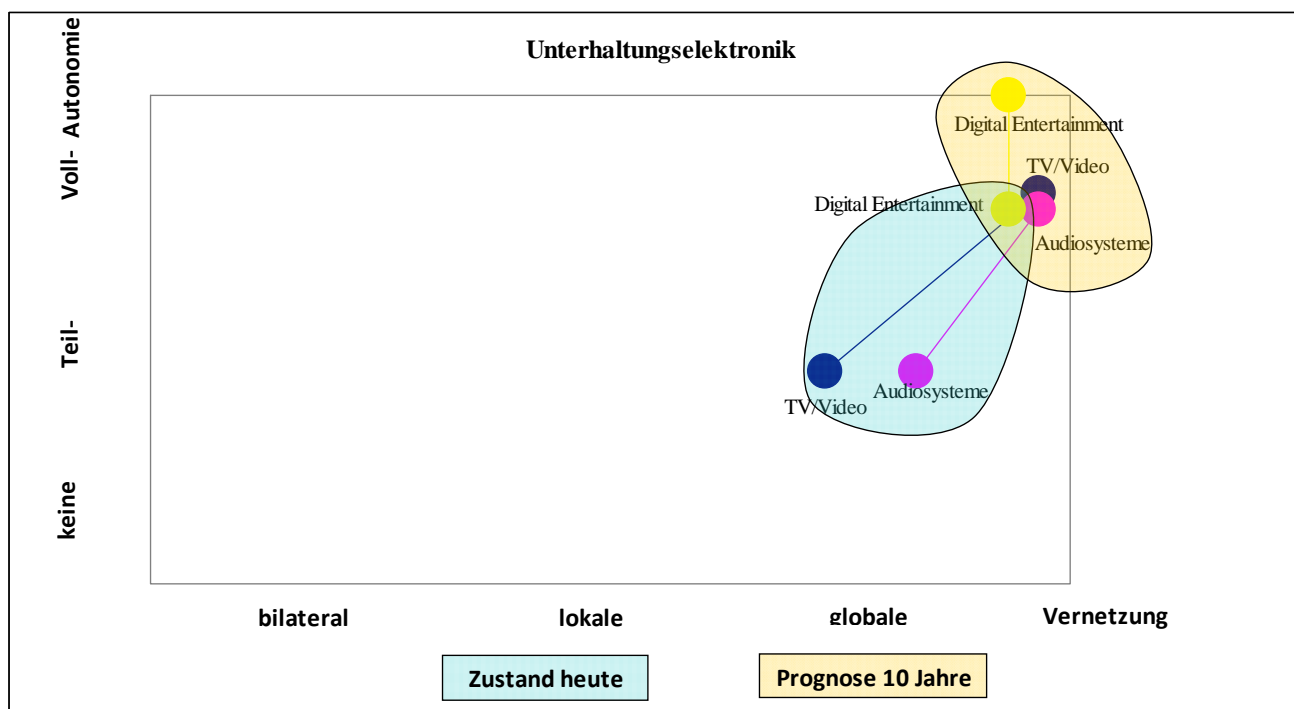 Unterhaltungselektronik
Autonomie
Voll-
Teil-
keine
Digital Entertainment
TV/Video
Digital Entertainment
Audiosysteme
Audiosysteme
TV/Video
bilateral lokale globale Vernetzung
Zustand heute Prognose 10 Jahre